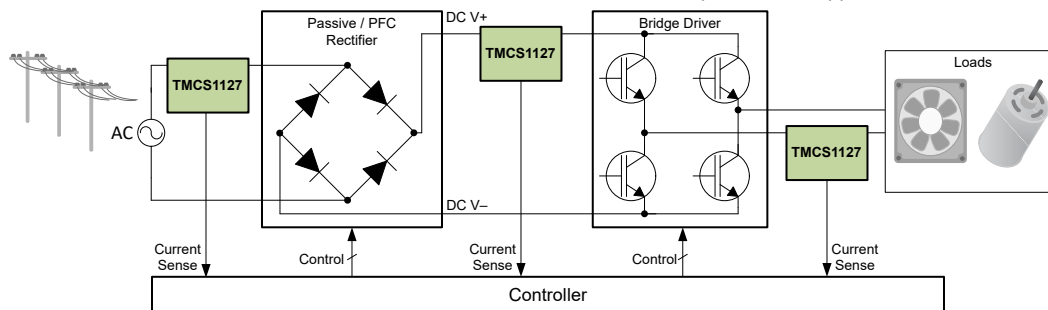 Passive / PFC
Rectifier
DC V+
Bridge Driver
TMCS1127
TMCS1127
Loads
AC
TMCS1127
DC V–
Current
Sense
Control
Current
Sense
Control
Current
Sense
Controller